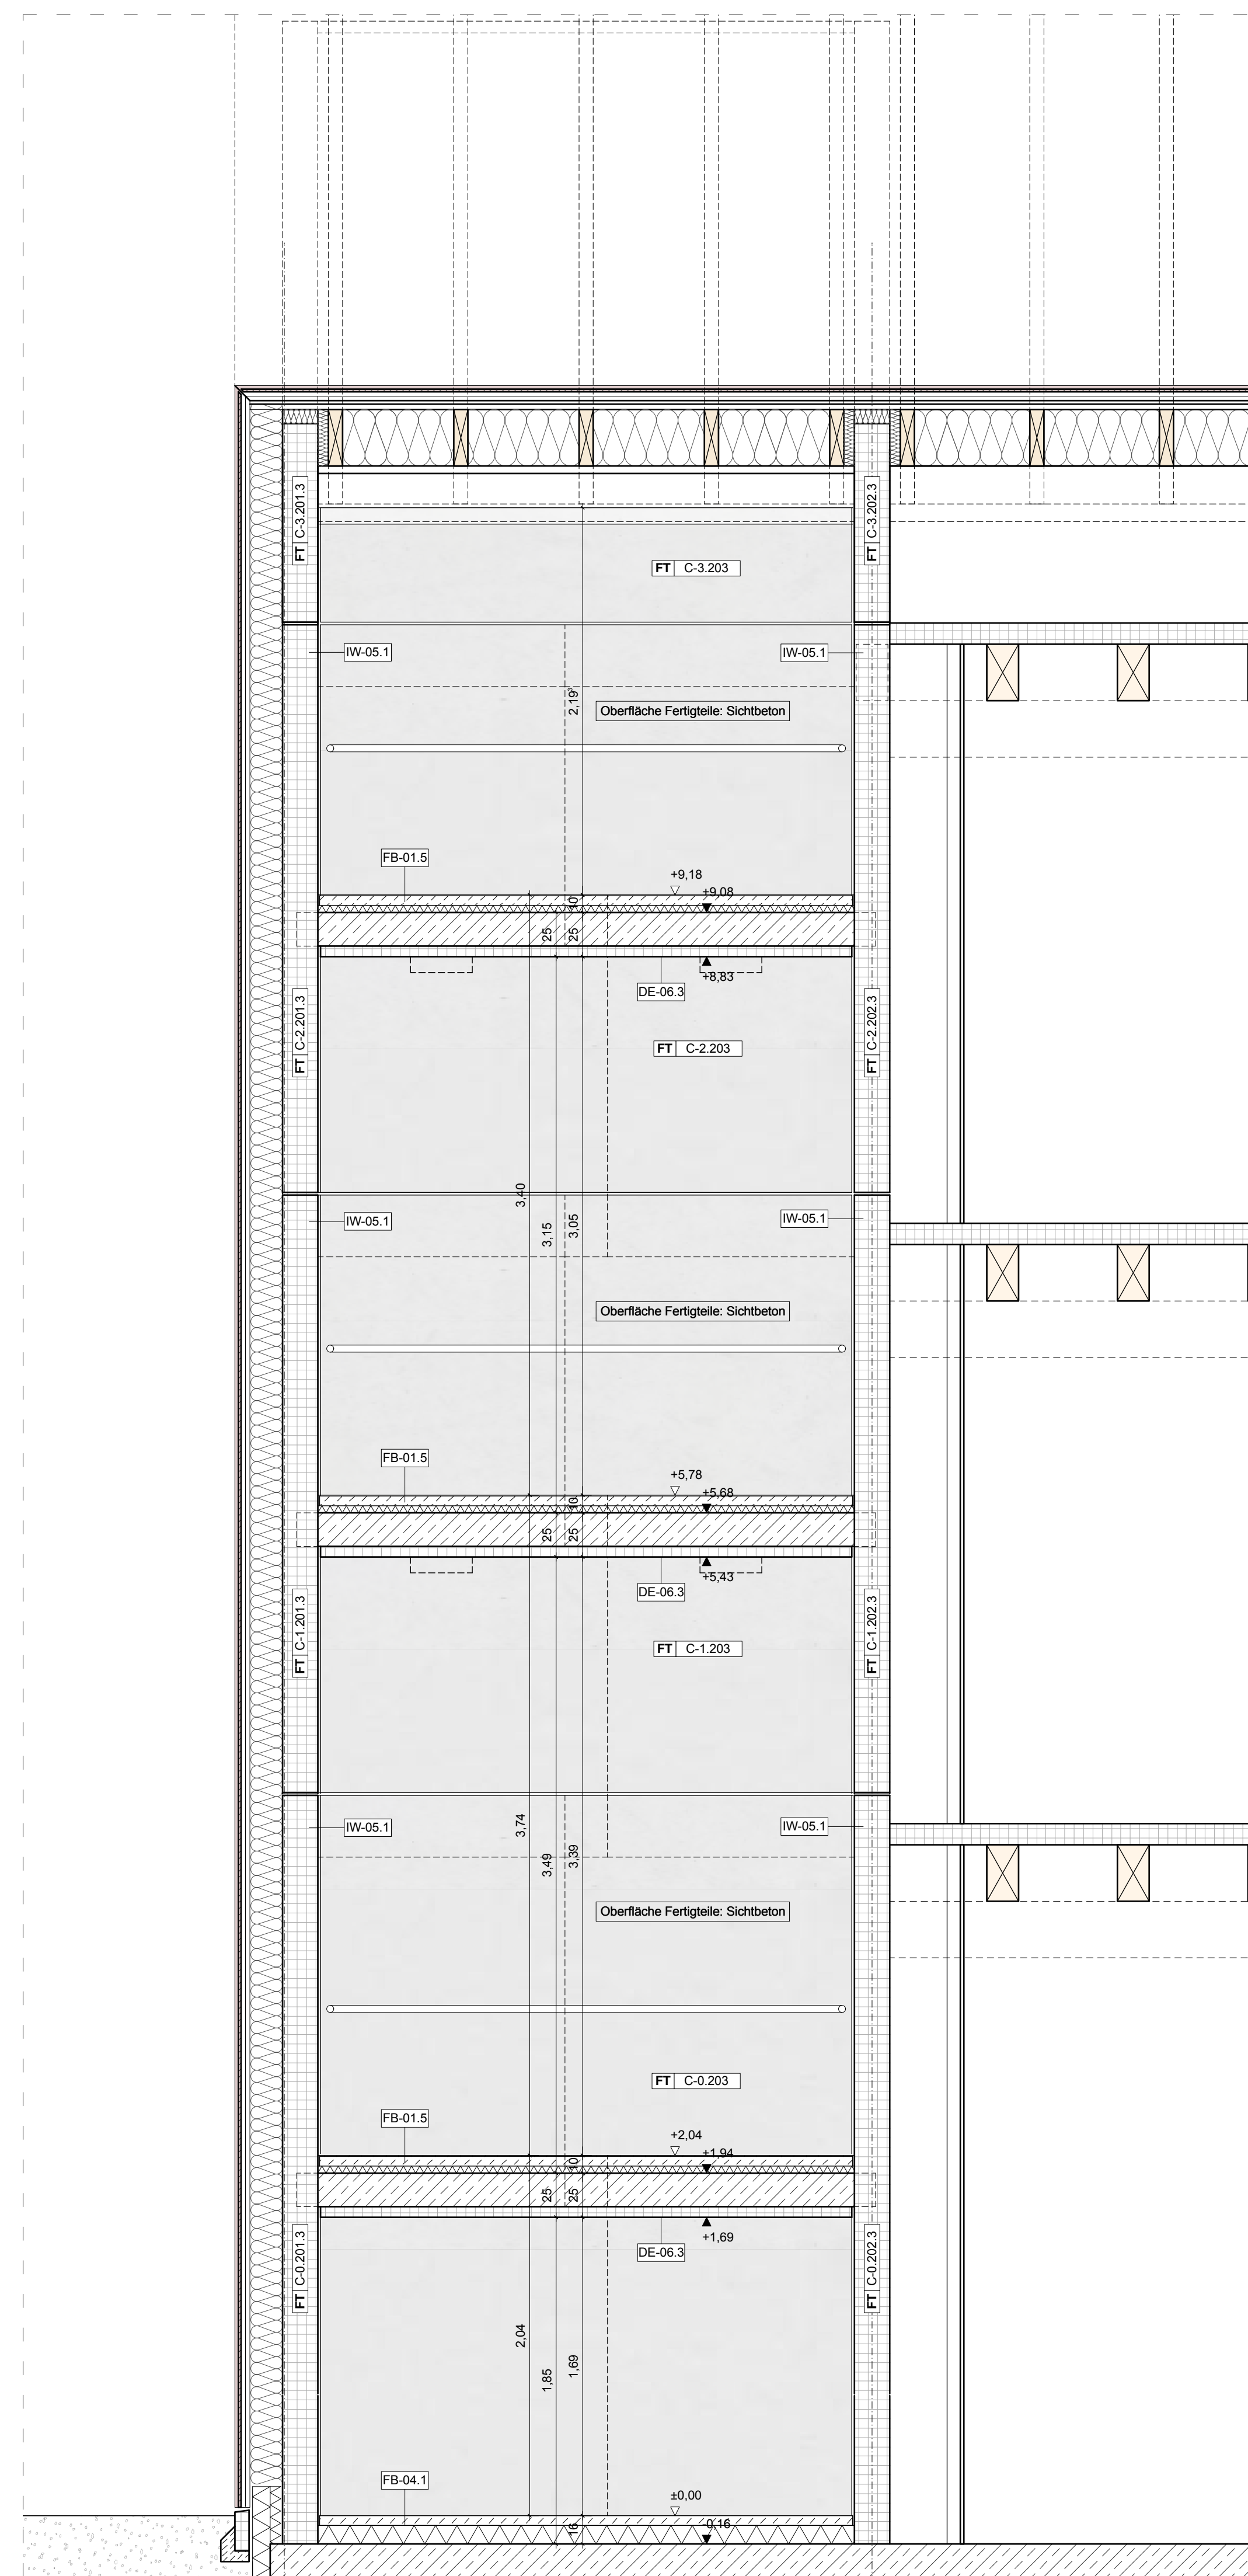 FT C-3.201.3
FT C-3.202.3
FT C-3.203
IW-05.1
IW-05.1
2,19⁵
Oberfläche Fertigteile: Sichtbeton
FB-01.5
+9,18
+9,08
10
25
25
+8,83
DE-06.3
FT C-2.201.3
FT C-2.202.3
FT C-2.203
3,40
3,15
3,05
IW-05.1
IW-05.1
Oberfläche Fertigteile: Sichtbeton
FB-01.5
+5,78
+5,68
10
25
25
+5,43
DE-06.3
FT C-1.201.3
FT C-1.202.3
FT C-1.203
IW-05.1
IW-05.1
3,74
3,49
3,39
Oberfläche Fertigteile: Sichtbeton
FT C-0.203
FB-01.5
+2,04
+1,94
10
25
25
+1,69
DE-06.3
FT C-0.201.3
FT C-0.202.3
2,04
1,85
1,69
FB-04.1
±0,00
-0,16
16